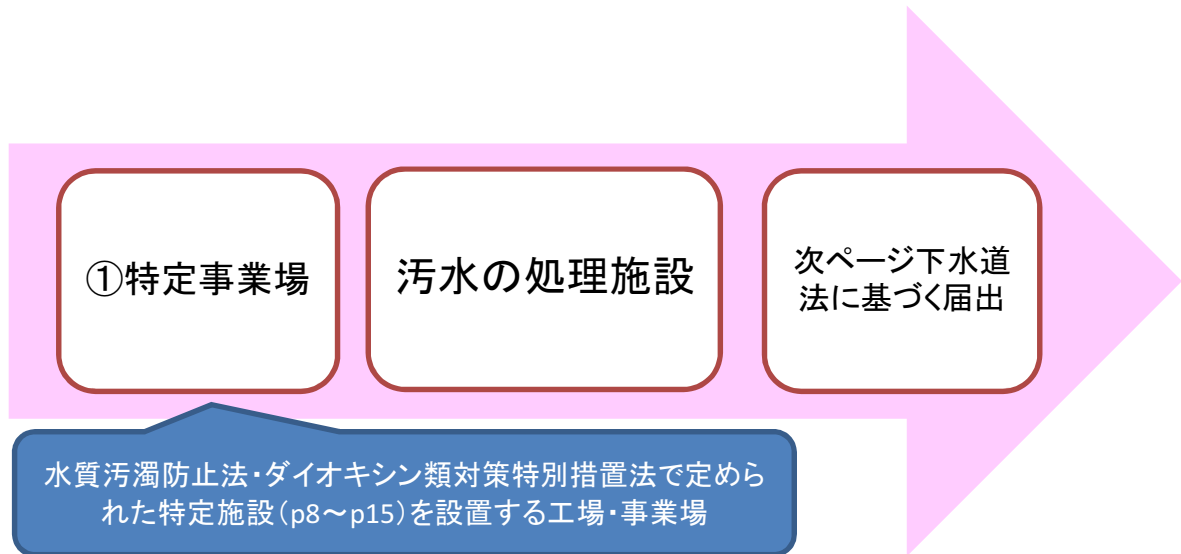 ①特定事業場
汚水の処理施設
次ページ下水道
法に基づく届出
水質汚濁防止法・ダイオキシン類対策特別措置法で定めら
れた特定施設(p8～p15)を設置する工場・事業場